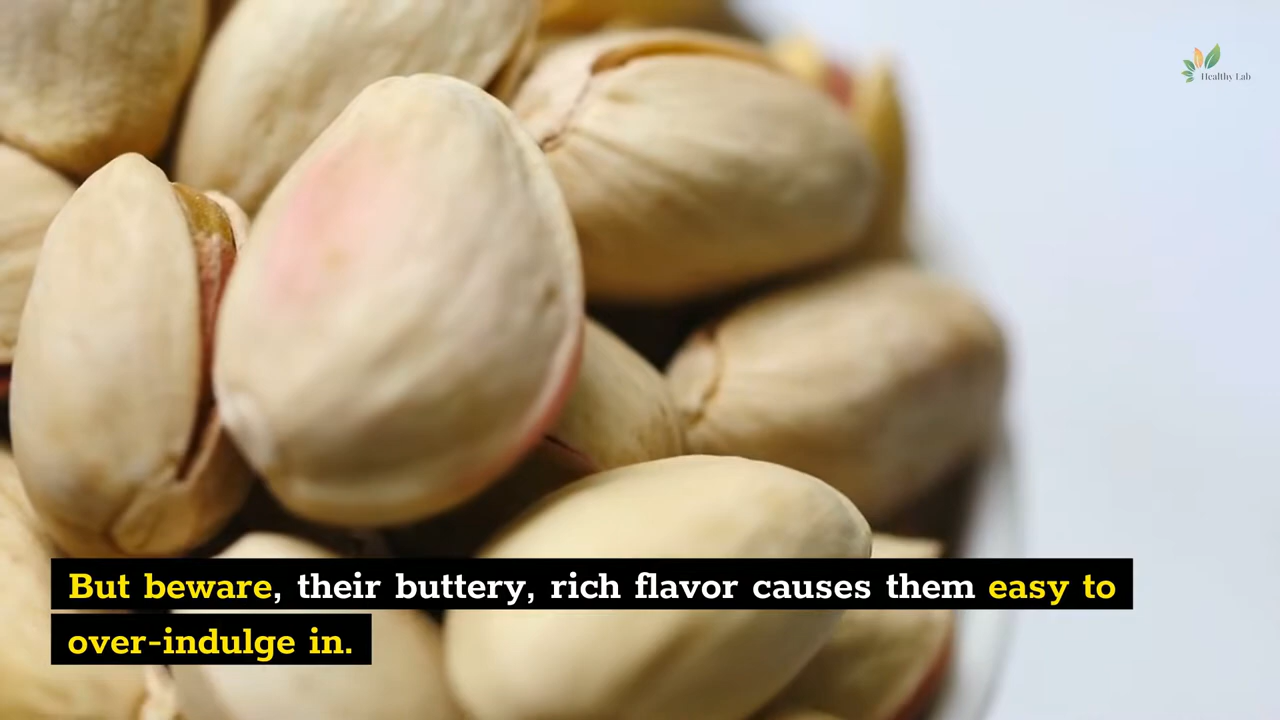 Healthy Lab
But beware, their buttery, rich flavor causes them easy to
over-indulge in.